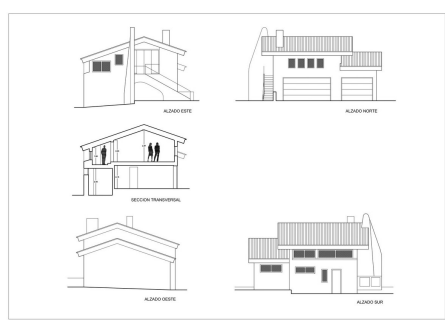 ALZADO ESTE
ALZADO NORTE
SECCION TRANSVERSAL
ALZADO OESTE
ALZADO SUR